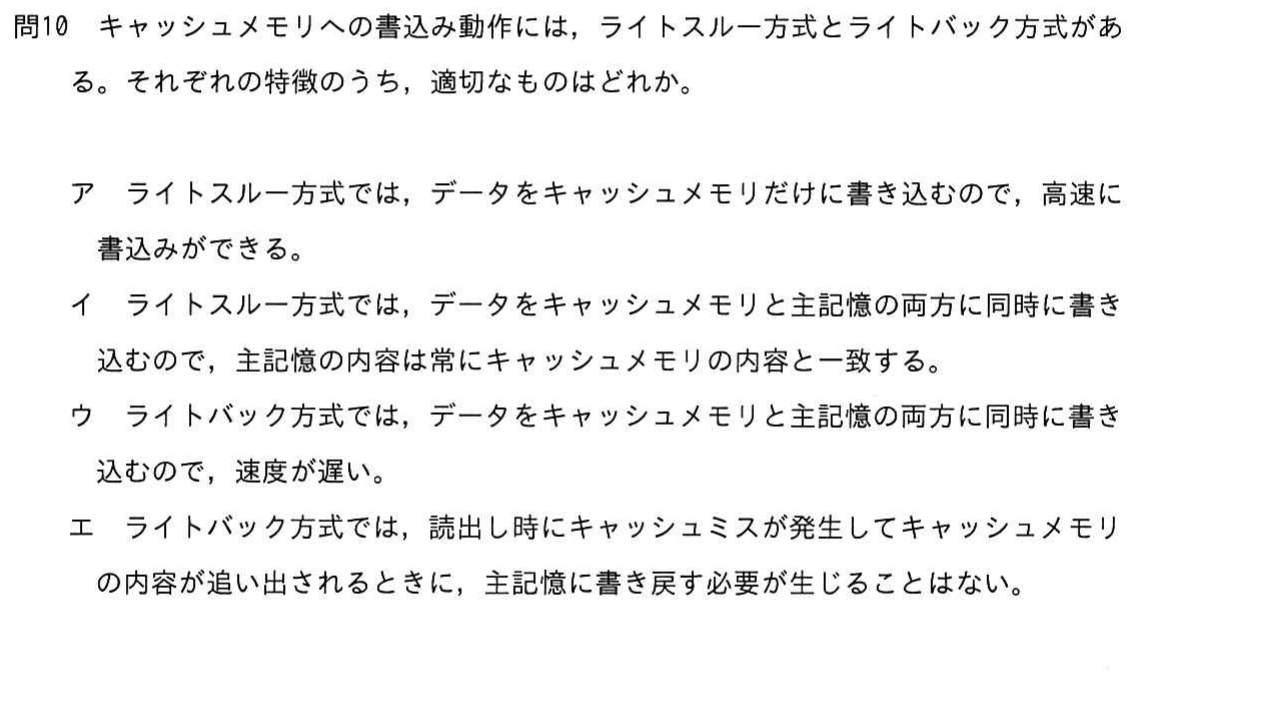 問10　キャッシュメモリへの書込み動作には，ライトスルー方式とライトバック方式があ
る。それぞれの特徴のうち，適切なものはどれか。
ア　ライトスルー方式では，データをキャッシュメモリだけに書き込むので，高速に
書込みができる。
イ　ライトスルー方式では，データをキャッシュメモリと主記憶の両方に同時に書き
込むので，主記憶の内容は常にキャッシュメモリの内容と一致する。
ウ　ライトバック方式では，データをキャッシュメモリと主記憶の両方に同時に書き
込むので，速度が遅い。
エ　ライトバック方式では，読出し時にキャッシュミスが発生してキャッシュメモリ
の内容が追い出されるときに，主記憶に書き戻す必要が生じることはない。